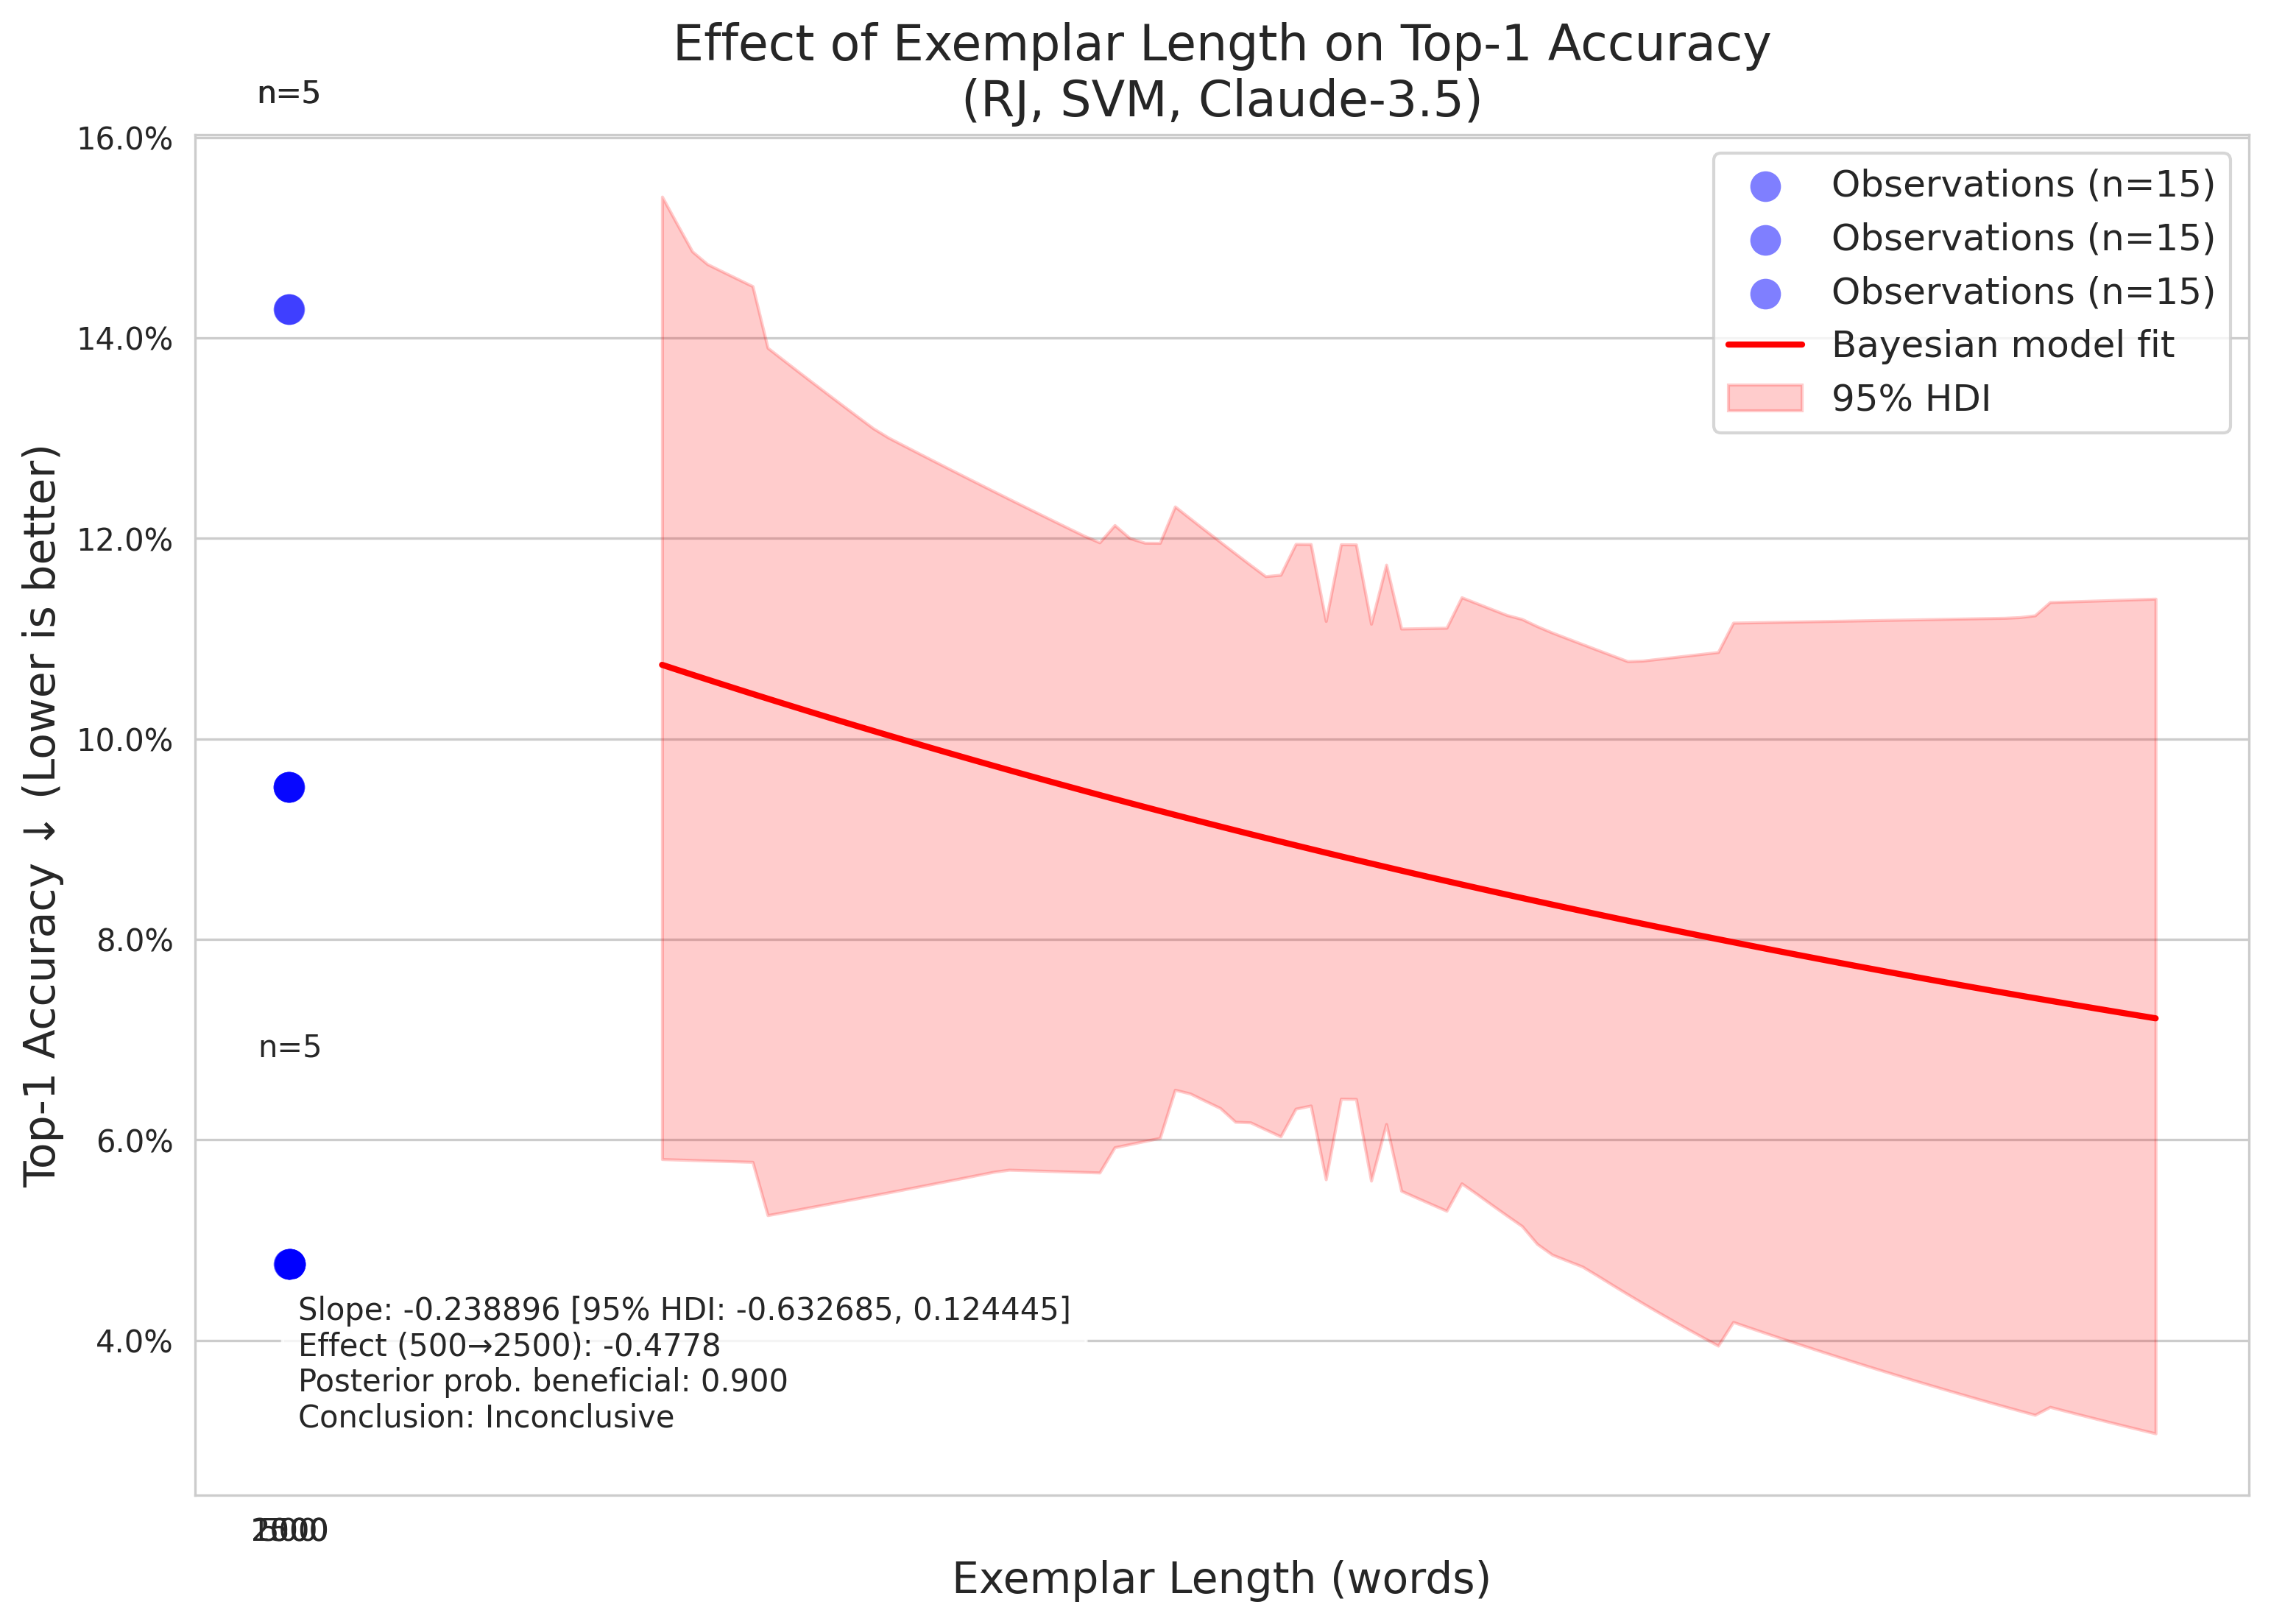 Effect of Exemplar Length on Top-1 Accuracy
(RJ, SVM, Claude-3.5)
n=5
16.0%
14.0%
12.0%
10.0%
8.0%
6.0%
4.0%
Top-1 Accuracy ↓ (Lower is better)
Observations (n=15)
Observations (n=15)
Observations (n=15)
Bayesian model fit
95% HDI
n=5
Slope: -0.238896 [95% HDI: -0.632685, 0.124445]
Effect (500→2500): -0.4778
Posterior prob. beneficial: 0.900
Conclusion: Inconclusive
Exemplar Length (words)